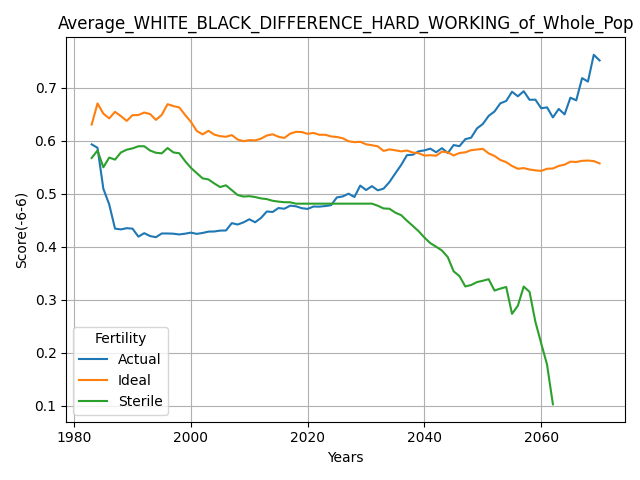 Average_WHITE_BLACK_DIFFERENCE_HARD_WORKING_of_Whole_Pop
0.7
0.6
0.5
0.4
0.3
0.2
0.1
Score(-6-6)
Fertility
Actual
Ideal
Sterile
1980 2000 2020 2040 2060
Years